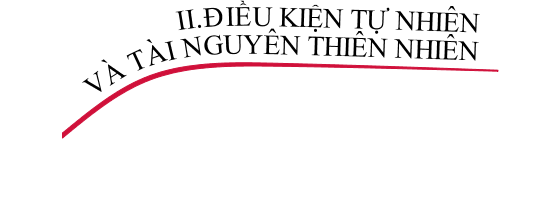 II.ĐIỀU KIỆN TỰ NHIÊN
VÀ TÀI NGUYÊN THIÊN NHIÊN